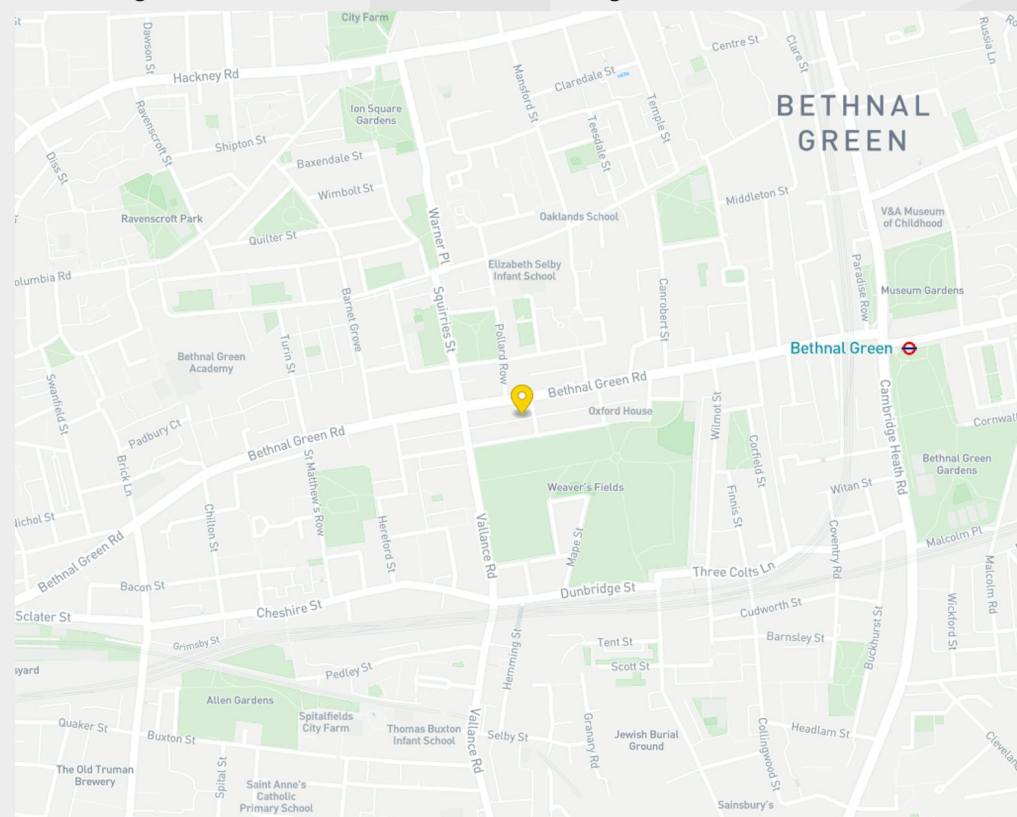 City Farm
Dawson St
Hackney Rd
Mansford St
Claredale St
Centre St
Clare St
Russia Ln
BETHNAL
GREEN
Ion Square
Gardens
Ravenscroft St
Shipton St
Baxendale St
Temple St
Teesdale St
Diss St
Wimbolt St
Middleton St
Ravenscroft Park
Quilter St
Warner Pl
Oaklands School
V&A Museum
of Childhood
olumbia Rd
Elizabeth Selby
Infant School
Paradise Row
Museum Gardens
Barnet Grove
Squirries St
Canrobert St
Turin St
Pollard Row
Bethnal Green
Bethnal Green
Academy
Bethnal Green Rd
Swanfield St
Oxford House
Wilmot St
Cambridge Heath Rd
Cornwal
Padbury Ct
Bethnal Green Rd
Corfield St
Brick Ln
St Matthew's Row
Bethnal Green
Gardens
Weaver's Fields
Witan St
Finnis St
Nichol St
Chilton St
Hereford St
Vallance Rd
Mape St
Coventry Rd
Malcolm Pl
Bethnal Green Rd
Three Colts Ln
Malcolm Rd
Bacon St
Dunbridge St
Cheshire St
Sclater St
Cudworth St
Wickford St
Grimsby St
Hemming St
Tent St
Barnsley St
Buckhurst St
syard
Pedley St
Scott St
Allen Gardens
Spitalfields
City Farm
Quaker St
Buxton St
Thomas Buxton
Infant School
Vallance Rd
Selby St
Granary Rd
Jewish Burial
Ground
Collingwood St
Headlam St
Clevelan
The Old Truman
Brewery
Spital St
Saint Anne's
Catholic
Primary School
Sainsbury's